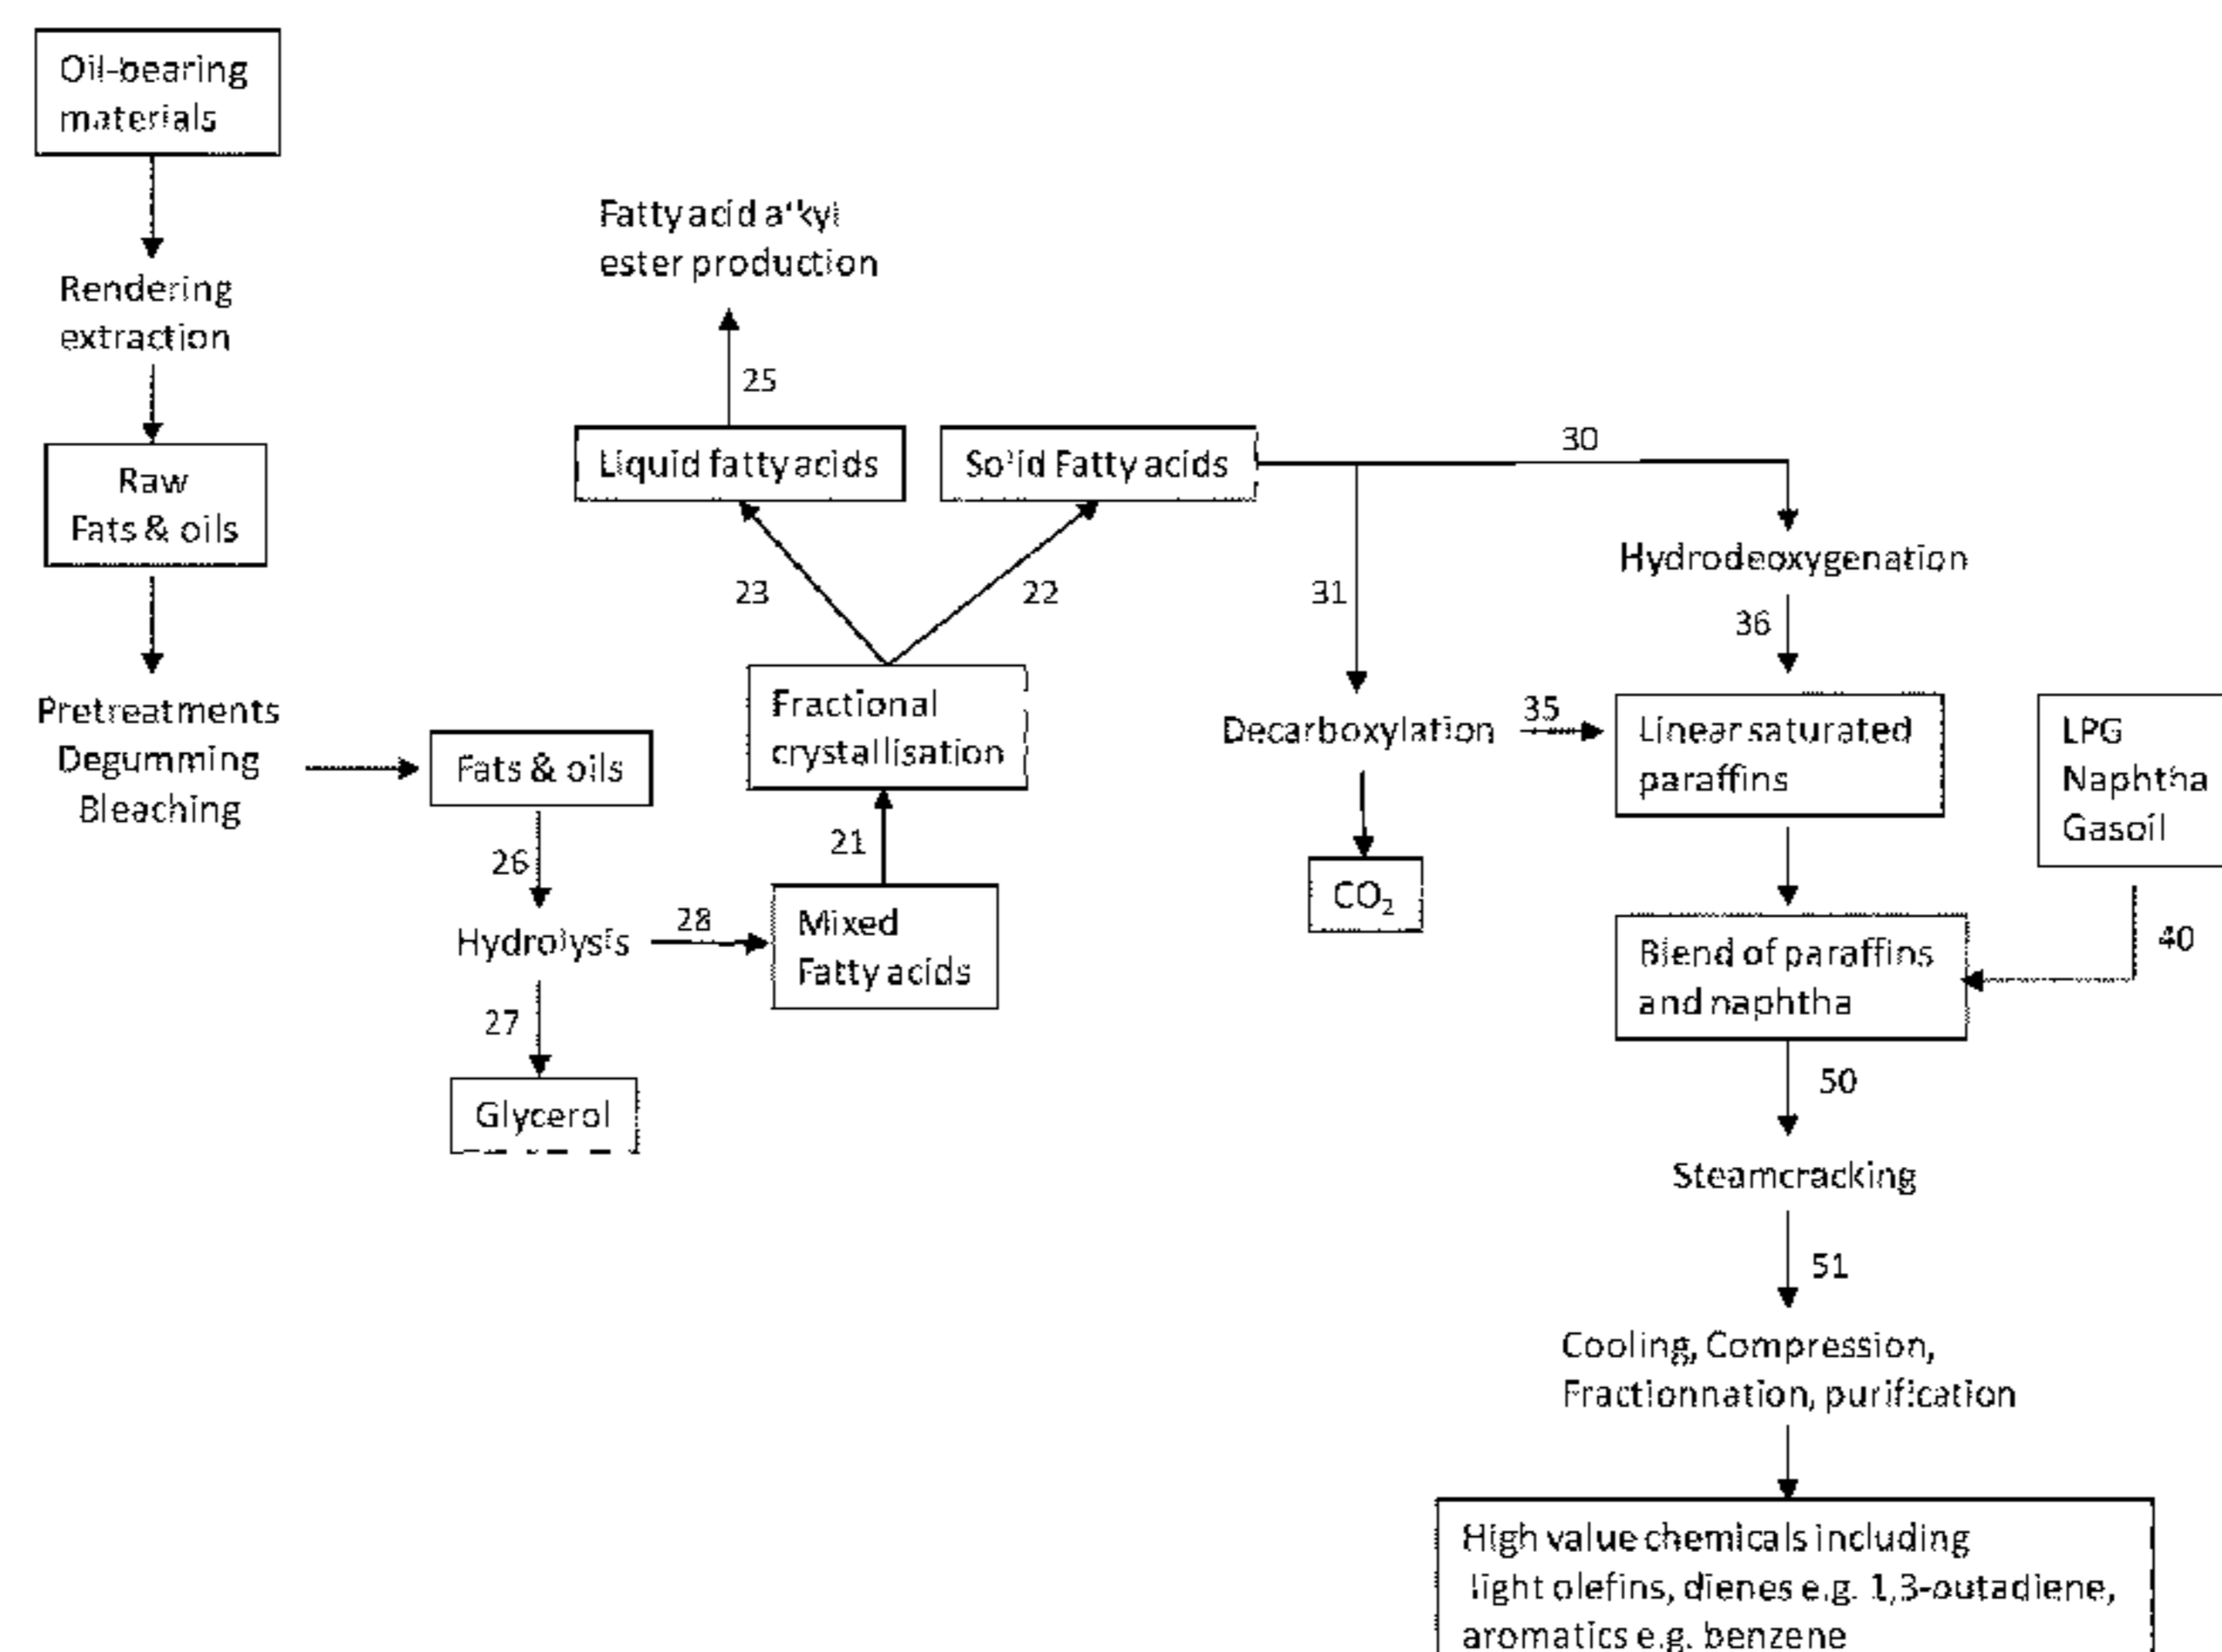 Oil-bearing
materials
Rendering
extraction
Raw
Fats & oils
Pretreatments
Degumming
Bleaching
Fats & oils
26
Hydrolysis
27
Glycerol
28
Mixed
Fatty acids
21
Fractional
crystallisation
23
22
Liquid fatty acids
25
Fatty acid alkyl
ester production
Solid Fatty acids
30
31
Hydrodeoxygenation
36
Decarboxylation
35
CO₂
Linear saturated
paraffins
LPG
Naphtha
Gasoil
40
Blend of paraffins
and naphtha
50
Steamcracking
51
Cooling, Compression,
Fractionnation, purification
High value chemicals including
light olefins, dienes e.g. 1,3-outadiene,
aromatics e.g. benzene